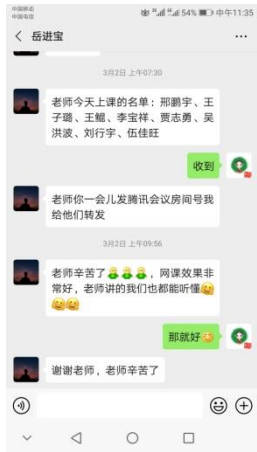 中国移动
中国电信
54% 中午11:35
岳进宝
3月2日 上午07:30
老师今天上课的名单：邢鹏宇、王
子璐、王鲲、李宝祥、贾志勇、吴
洪波、刘行宇、伍佳旺
收到
老师你一会儿发腾讯会议房间号我
给他们转发
3月2日 上午09:56
老师辛苦了，网课效果非
常好，老师讲的我们也都能听懂
那就好
谢谢老师，老师辛苦了